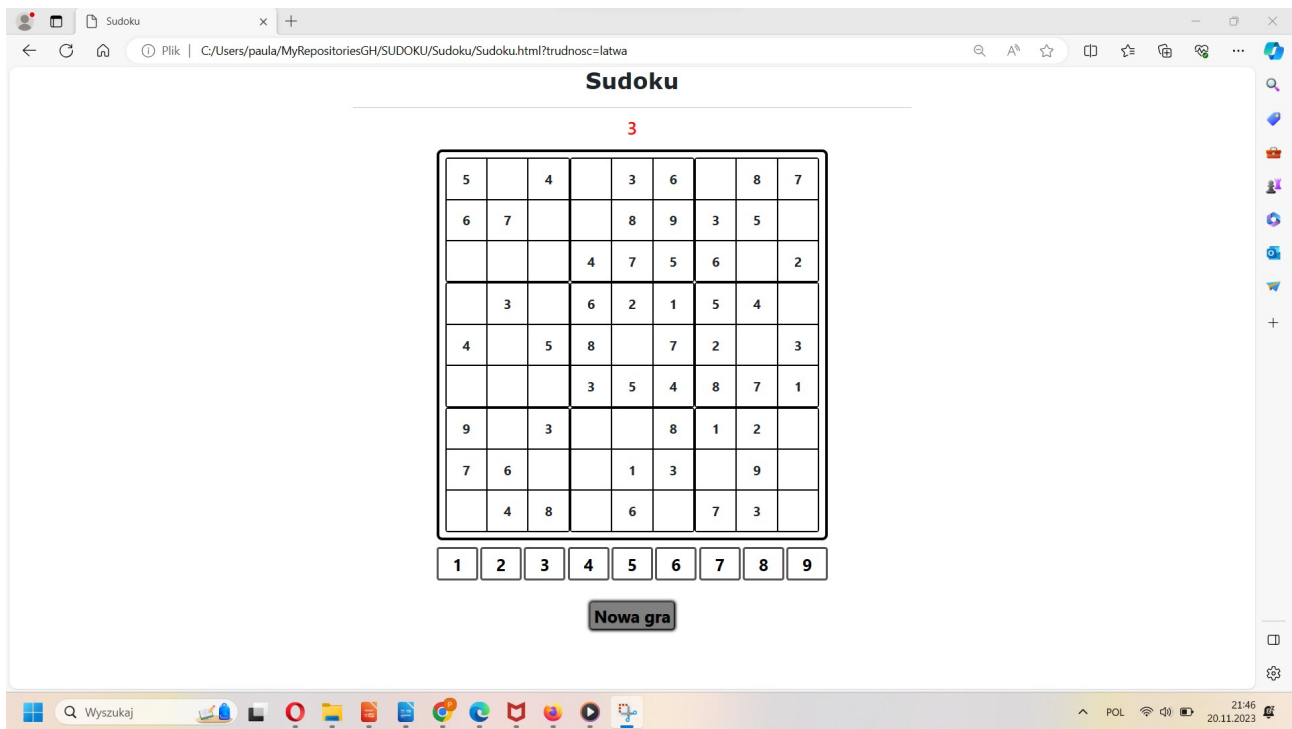 Sudoku
Plik C:/Users/paula/MyRepositoriesGH/SUDOKU/Sudoku/Sudoku.html?trudnosc=latwa
Sudoku
3
5 4 3 6 8 7
6 7 8 9 3 5
4 7 5 6 2
3 6 2 1 5 4
4 5 8 7 2 3
3 5 4 8 7 1
9 3 8 1 2
7 6 1 3 9
4 8 6 7 3
1 2 3 4 5 6 7 8 9
Nowa gra
Wyszukaj
POL
21:46
20.11.2023